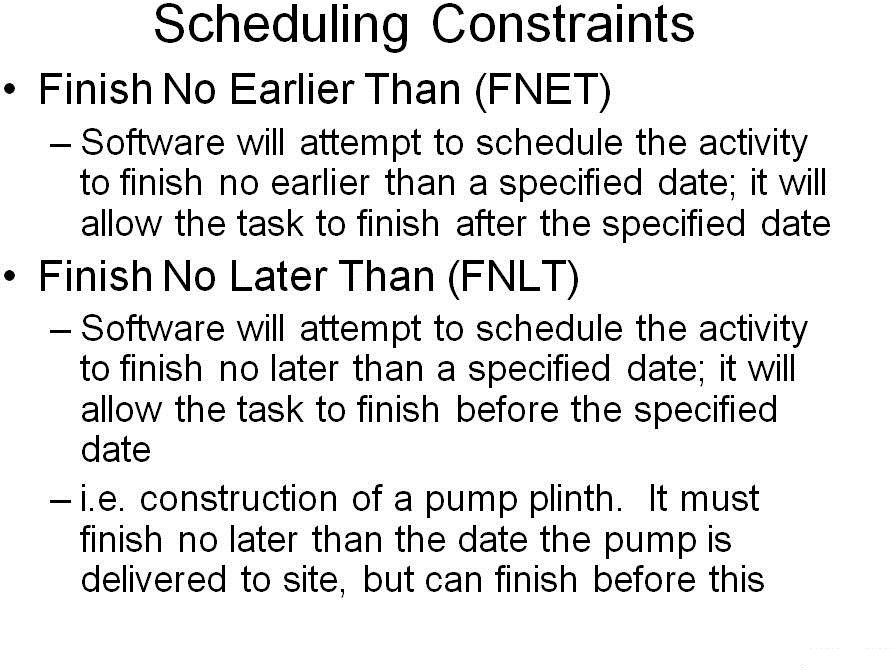 Scheduling Constraints
• Finish No Earlier Than (FNET)
– Software will attempt to schedule the activity
to finish no earlier than a specified date; it will
allow the task to finish after the specified date
• Finish No Later Than (FNLT)
– Software will attempt to schedule the activity
to finish no later than a specified date; it will
allow the task to finish before the specified
date
– i.e. construction of a pump plinth.  It must
finish no later than the date the pump is
delivered to site, but can finish before this